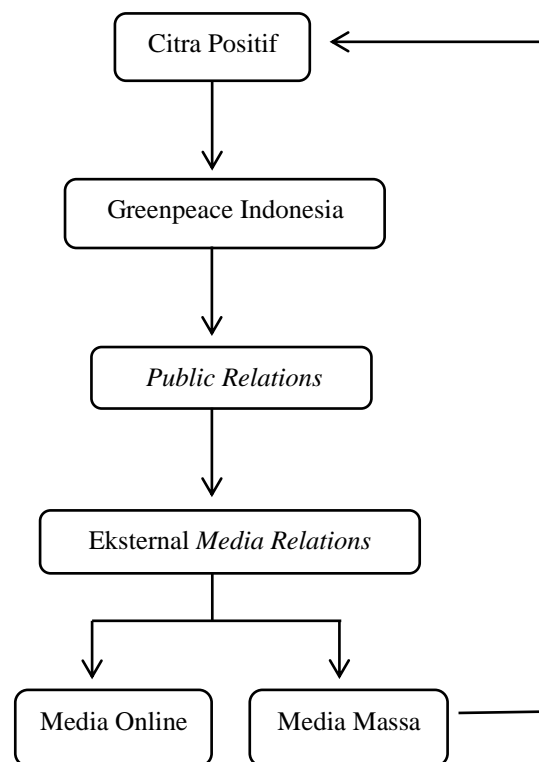 Citra Positif
Greenpeace Indonesia
Public Relations
Eksternal Media Relations
Media Online
Media Massa